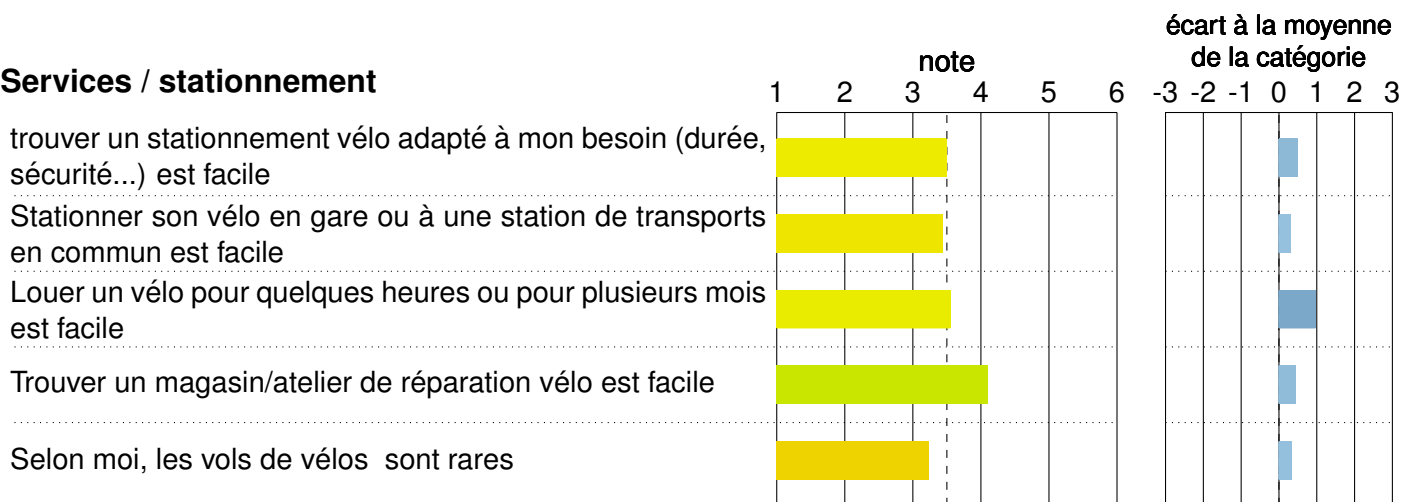 écart à la moyenne
de la catégorie
note
Services / stationnement
1 2 3 4 5 6 -3 -2 -1 0 1 2 3
trouver un stationnement vélo adapté à mon besoin (durée,
sécurité...) est facile
Stationner son vélo en gare ou à une station de transports
en commun est facile
Louer un vélo pour quelques heures ou pour plusieurs mois
est facile
Trouver un magasin/atelier de réparation vélo est facile
Selon moi, les vols de vélos sont rares